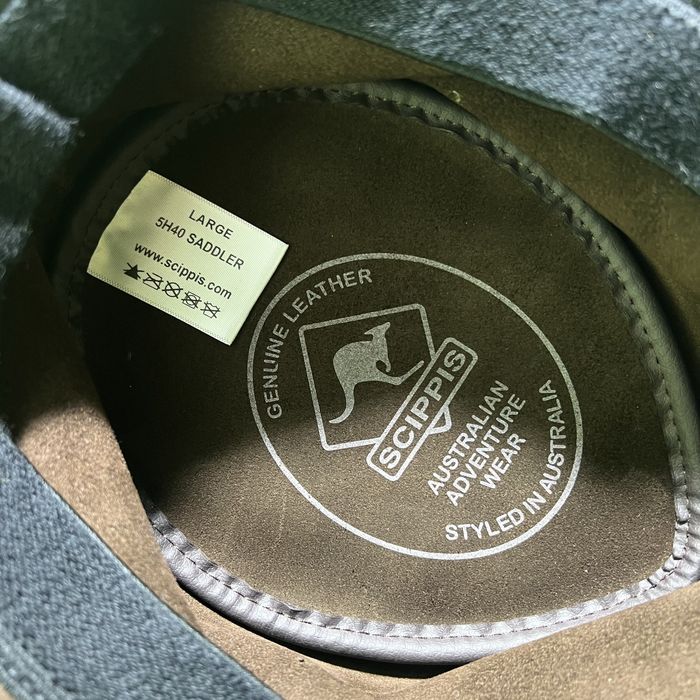 LARGE
5H40 SADDLER
www.scippis.com
GENUINE LEATHER
SCIPPIS
AUSTRALIAN
ADVENTURE
WEAR
STYLED IN AUSTRALIA